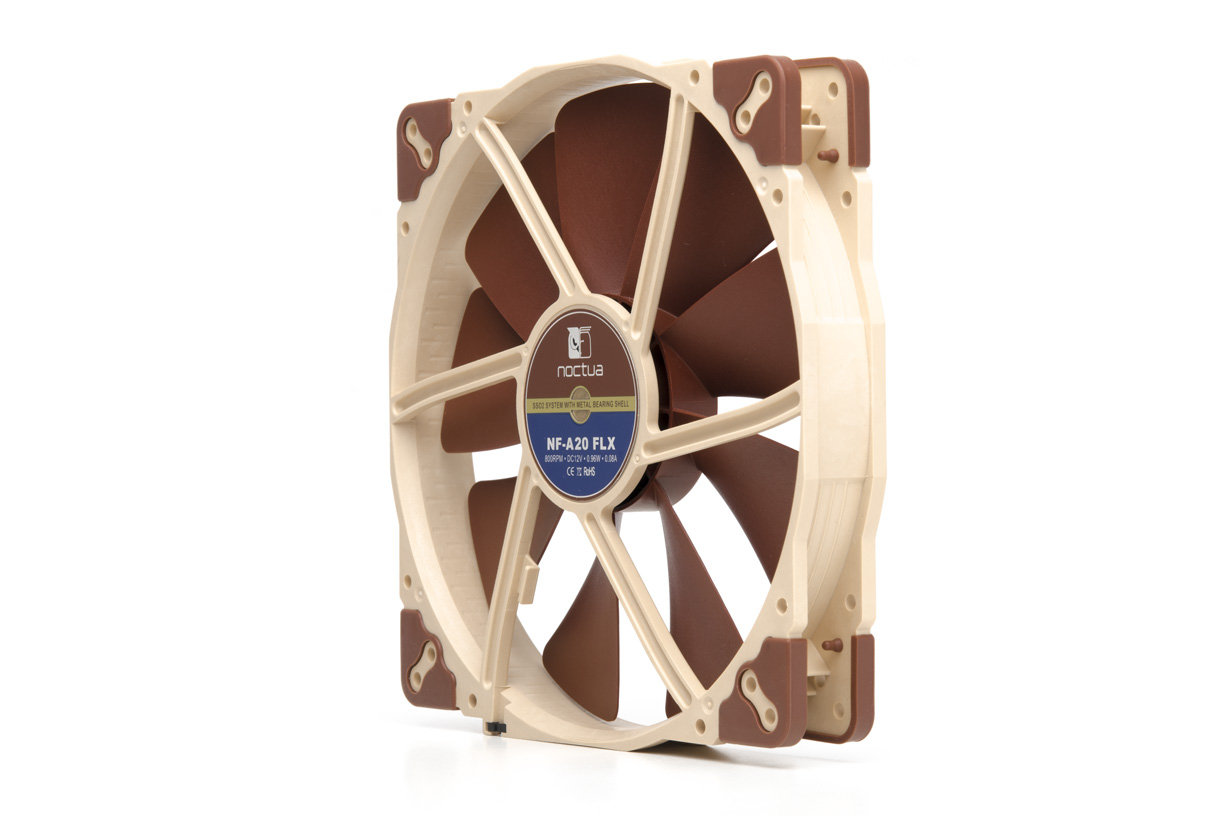 noctua
SSO2 SYSTEM WITH METAL BEARING SHELL
NF-A20 FLX
800RPM • DC12V • 0.96W • 0.08A
CE RoHS